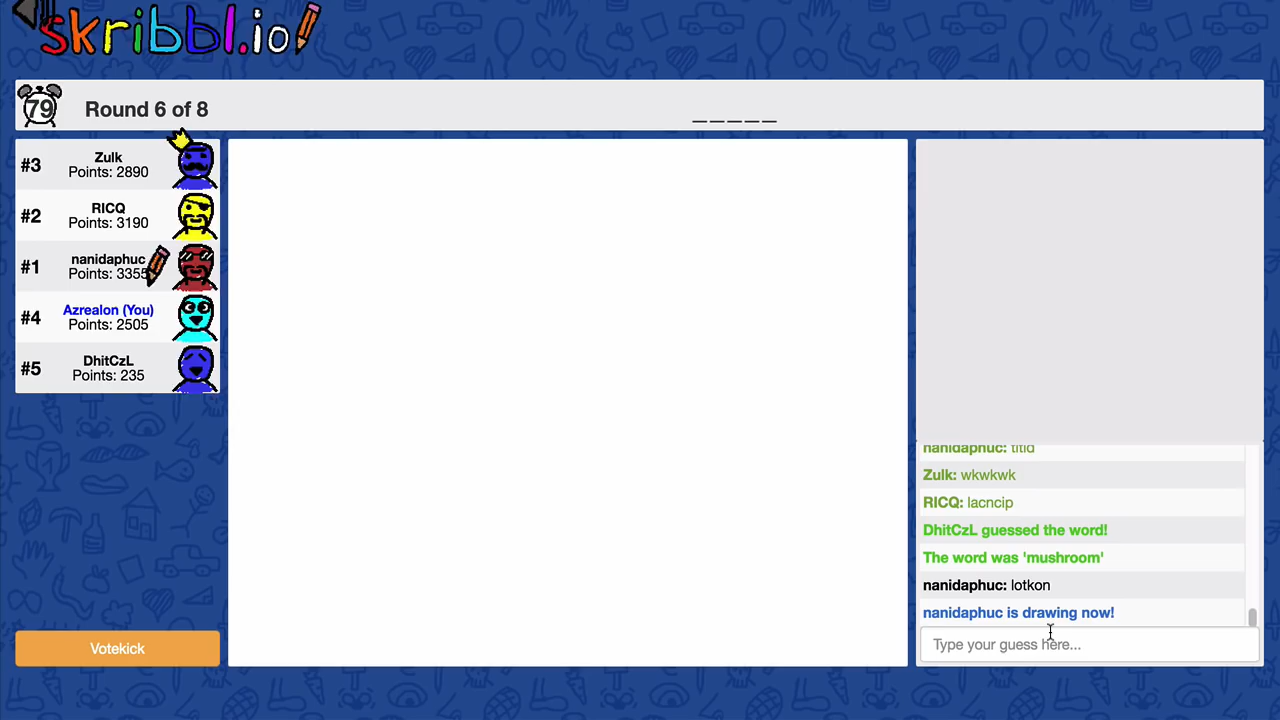 skribbl.io
79
Round 6 of 8
_ _ _ _ _
#3
Zulk
Points: 2890
#2
RICQ
Points: 3190
#1
nanidaphuc
Points: 3355
#4
Azrealon (You)
Points: 2505
#5
DhitCzL
Points: 235
Votekick
nanidaphuc: titid
Zulk: wkwkwk
RICQ: lacncip
DhitCzL guessed the word!
The word was 'mushroom'
nanidaphuc: lotkon
nanidaphuc is drawing now!
Type your guess here...